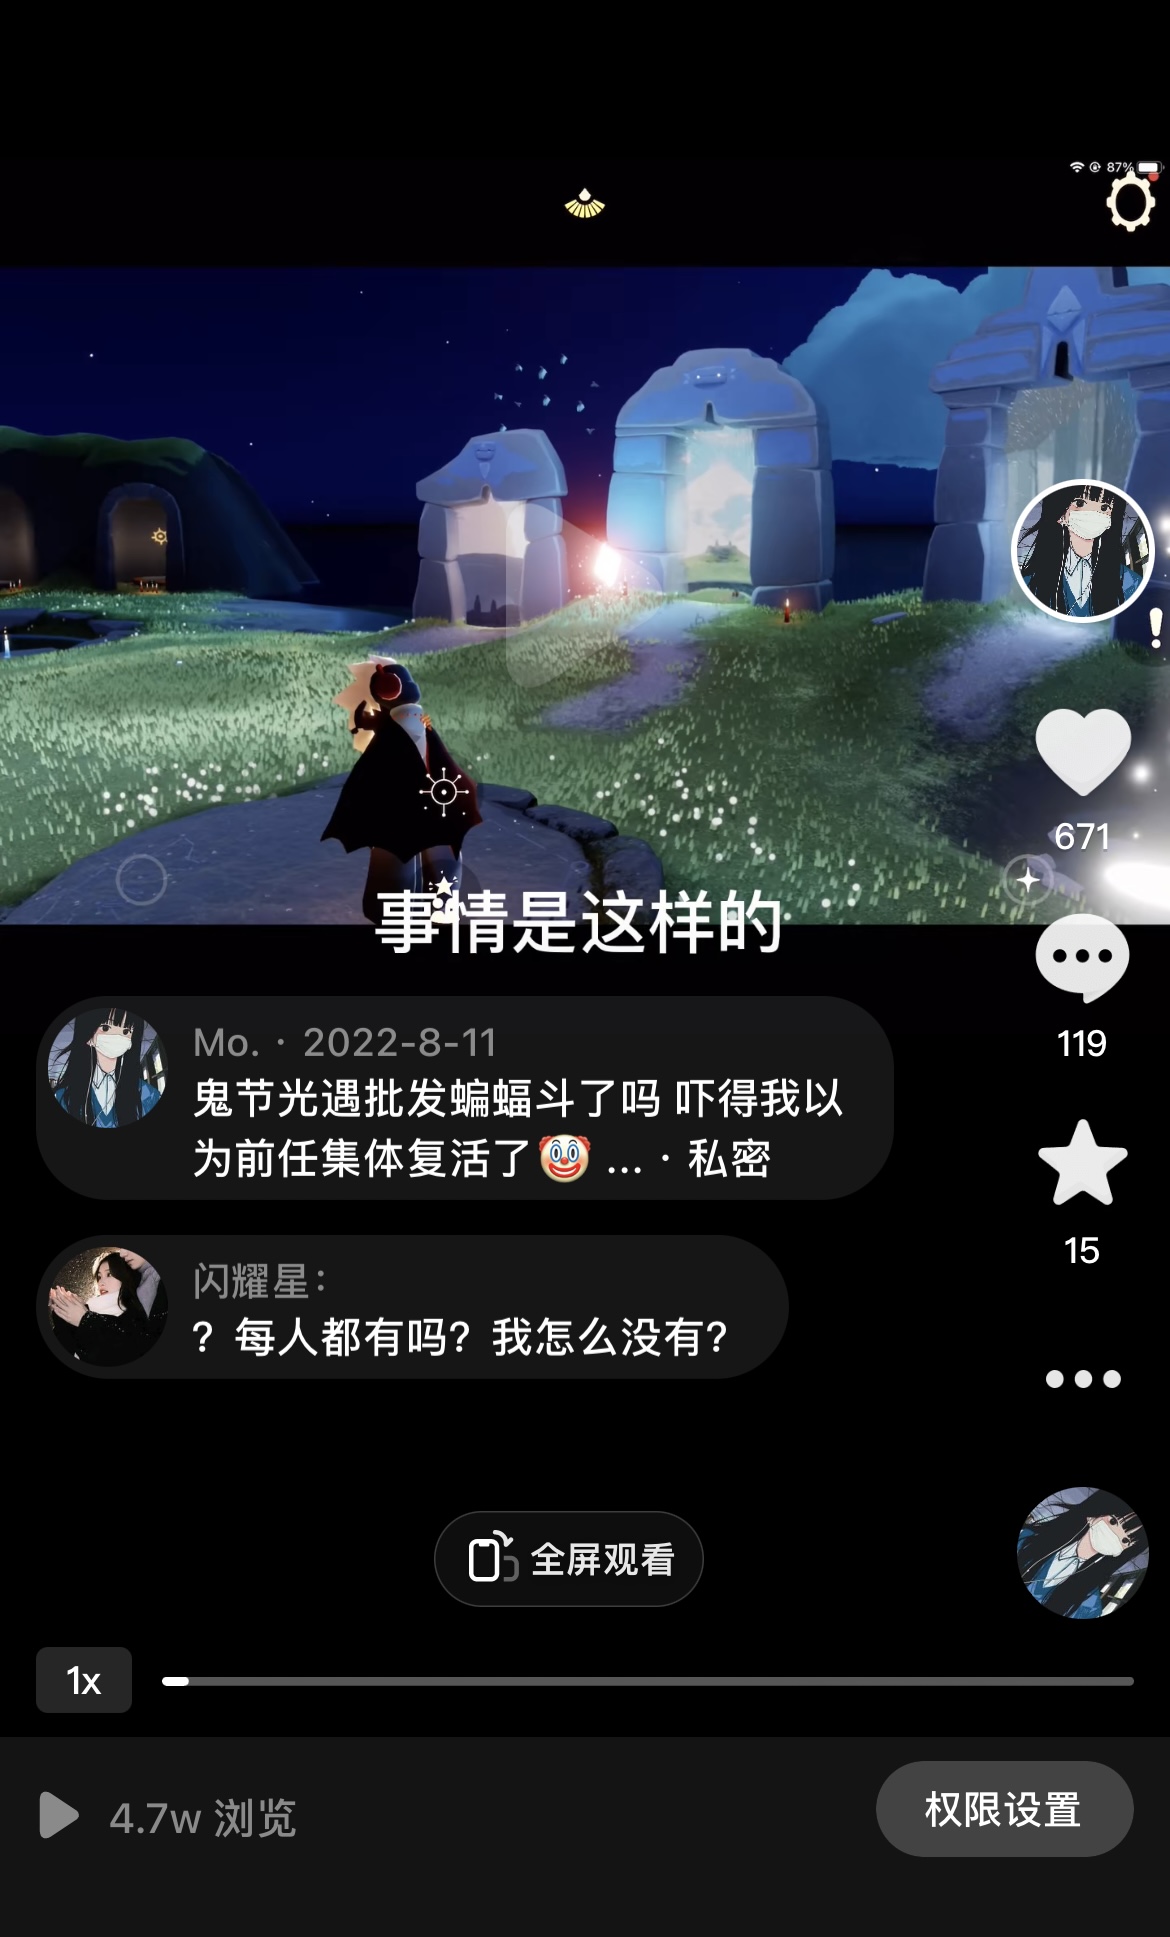 87%
671
事情是这样的
119
Mo. · 2022-8-11
鬼节光遇批发蝙蝠斗了吗 吓得我以
为前任集体复活了🤡 ... · 私密
15
闪耀星：
？每人都有吗？我怎么没有？
全屏观看
1x
4.7w 浏览
权限设置